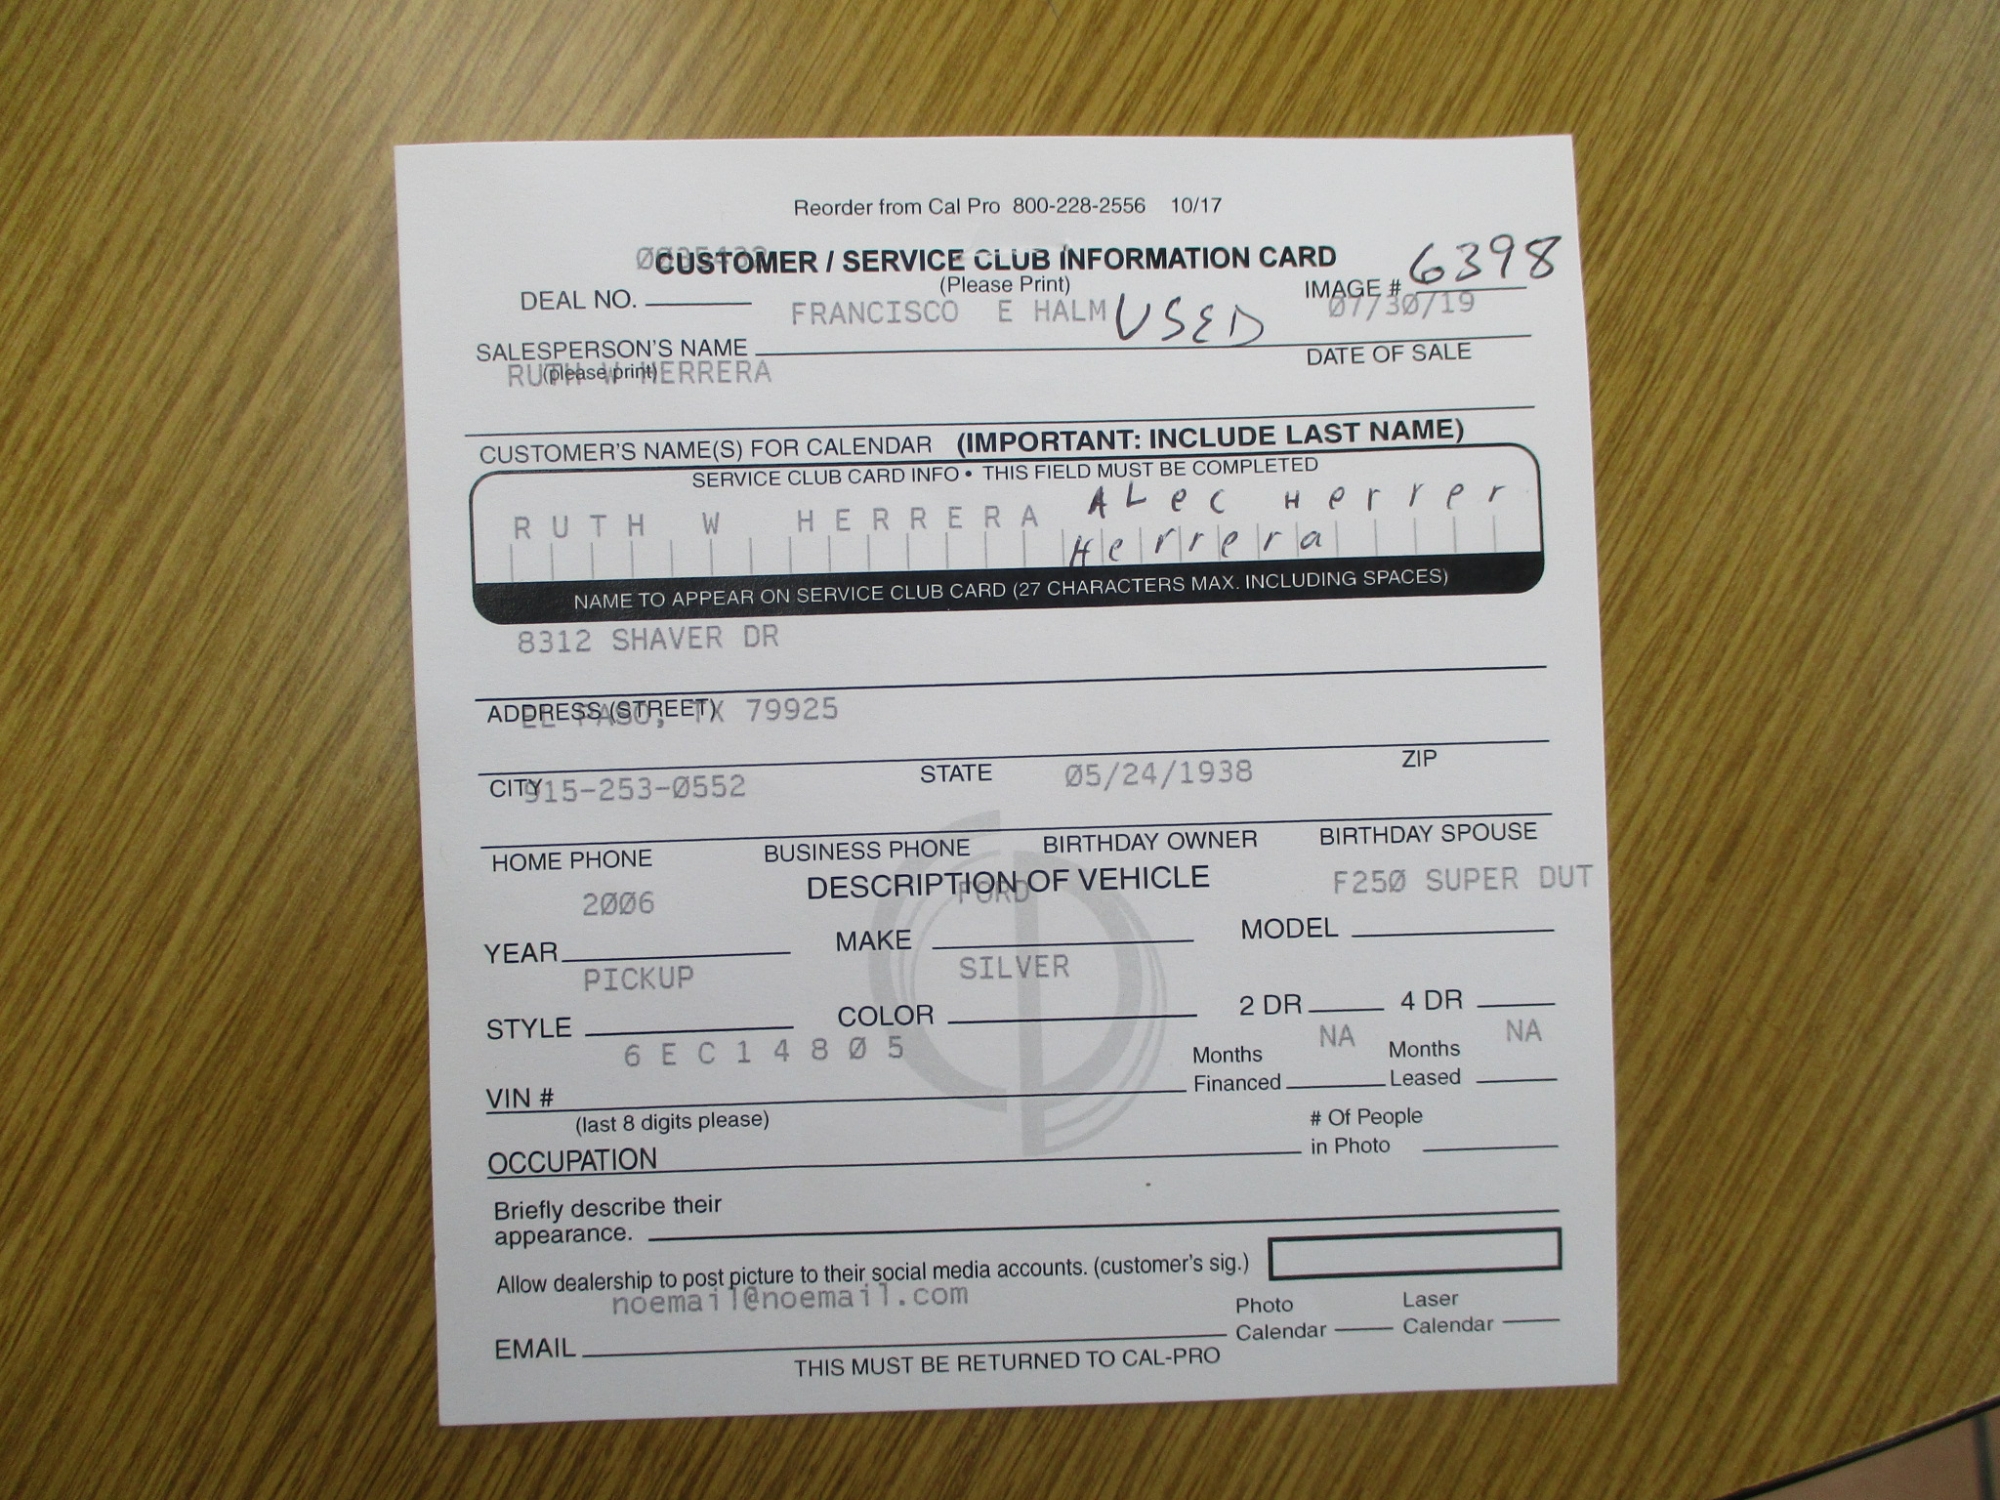 Reorder from Cal Pro 800-228-2556 10/17
CUSTOMER / SERVICE CLUB INFORMATION CARD
(Please Print)
IMAGE # 6398
DEAL NO.
FRANCISCO E HALM USED 07/30/19
SALESPERSON'S NAME DATE OF SALE
(please print)
RUTH W HERRERA
CUSTOMER'S NAME(S) FOR CALENDAR (IMPORTANT: INCLUDE LAST NAME)
SERVICE CLUB CARD INFO • THIS FIELD MUST BE COMPLETED
RUTH W HERRERA ALec Herrer
Herrera
NAME TO APPEAR ON SERVICE CLUB CARD (27 CHARACTERS MAX. INCLUDING SPACES)
8312 SHAVER DR
ADDRESS (STREET)
EL PASO, TX 79925
CITY STATE ZIP
915-253-0552 05/24/1938
HOME PHONE BUSINESS PHONE BIRTHDAY OWNER BIRTHDAY SPOUSE
DESCRIPTION OF VEHICLE
2006 FORD F250 SUPER DUT
YEAR MAKE MODEL
PICKUP SILVER
STYLE COLOR 2 DR 4 DR
6EC14805 NA NA
VIN # Months Financed Months Leased
(last 8 digits please)
OCCUPATION # Of People in Photo
Briefly describe their
appearance.
Allow dealership to post picture to their social media accounts. (customer's sig.)
noemail@noemail.com
EMAIL Photo Calendar Laser Calendar
THIS MUST BE RETURNED TO CAL-PRO